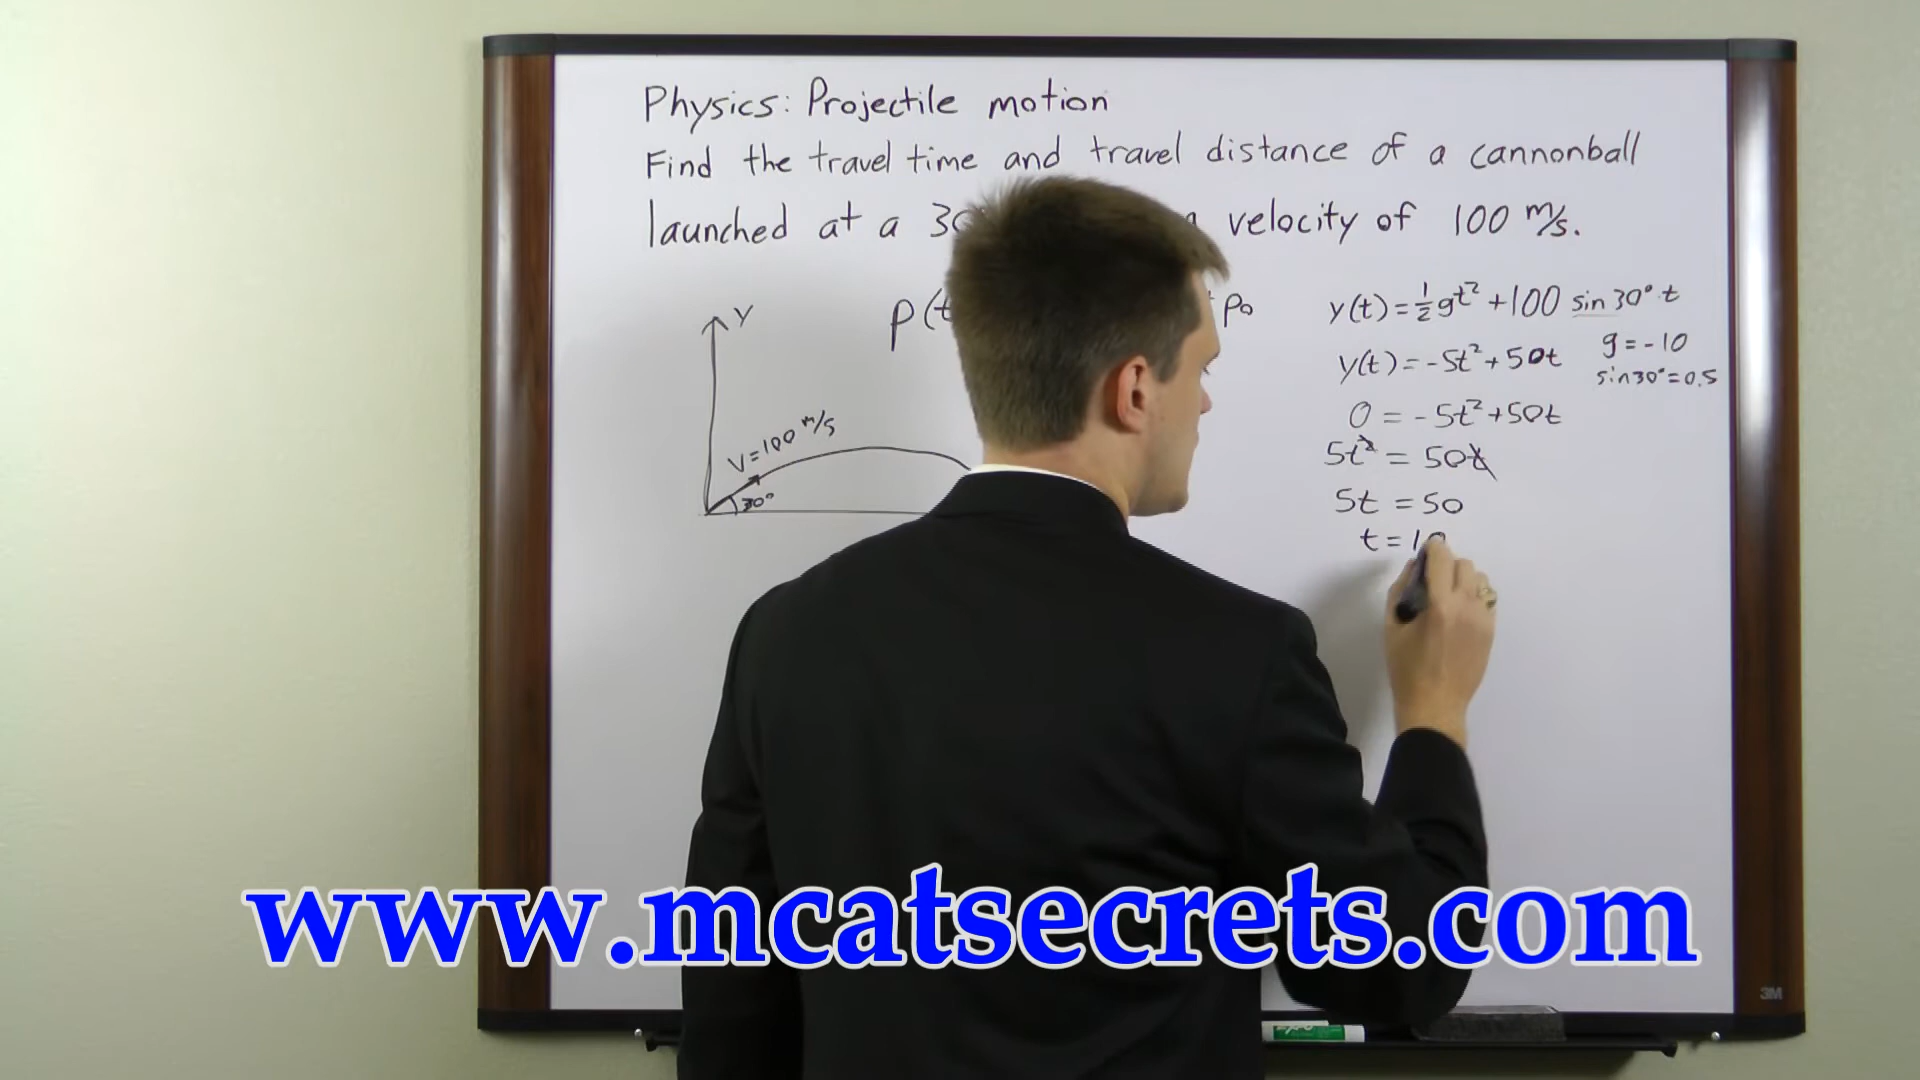 Physics: Projectile motion
Find the travel time and travel distance of a cannonball
launched at a velocity of 100 m/s.
p(t p₀
Y
V=100 m/s
30°
y(t)=½gt²+100 sin 30° t
y(t)=-5t²+50t
g=-10
sin30°=0.5
0=-5t²+50t
5t²=50t
5t=50
t=10
www.mcatsecrets.com
3M
EXPO